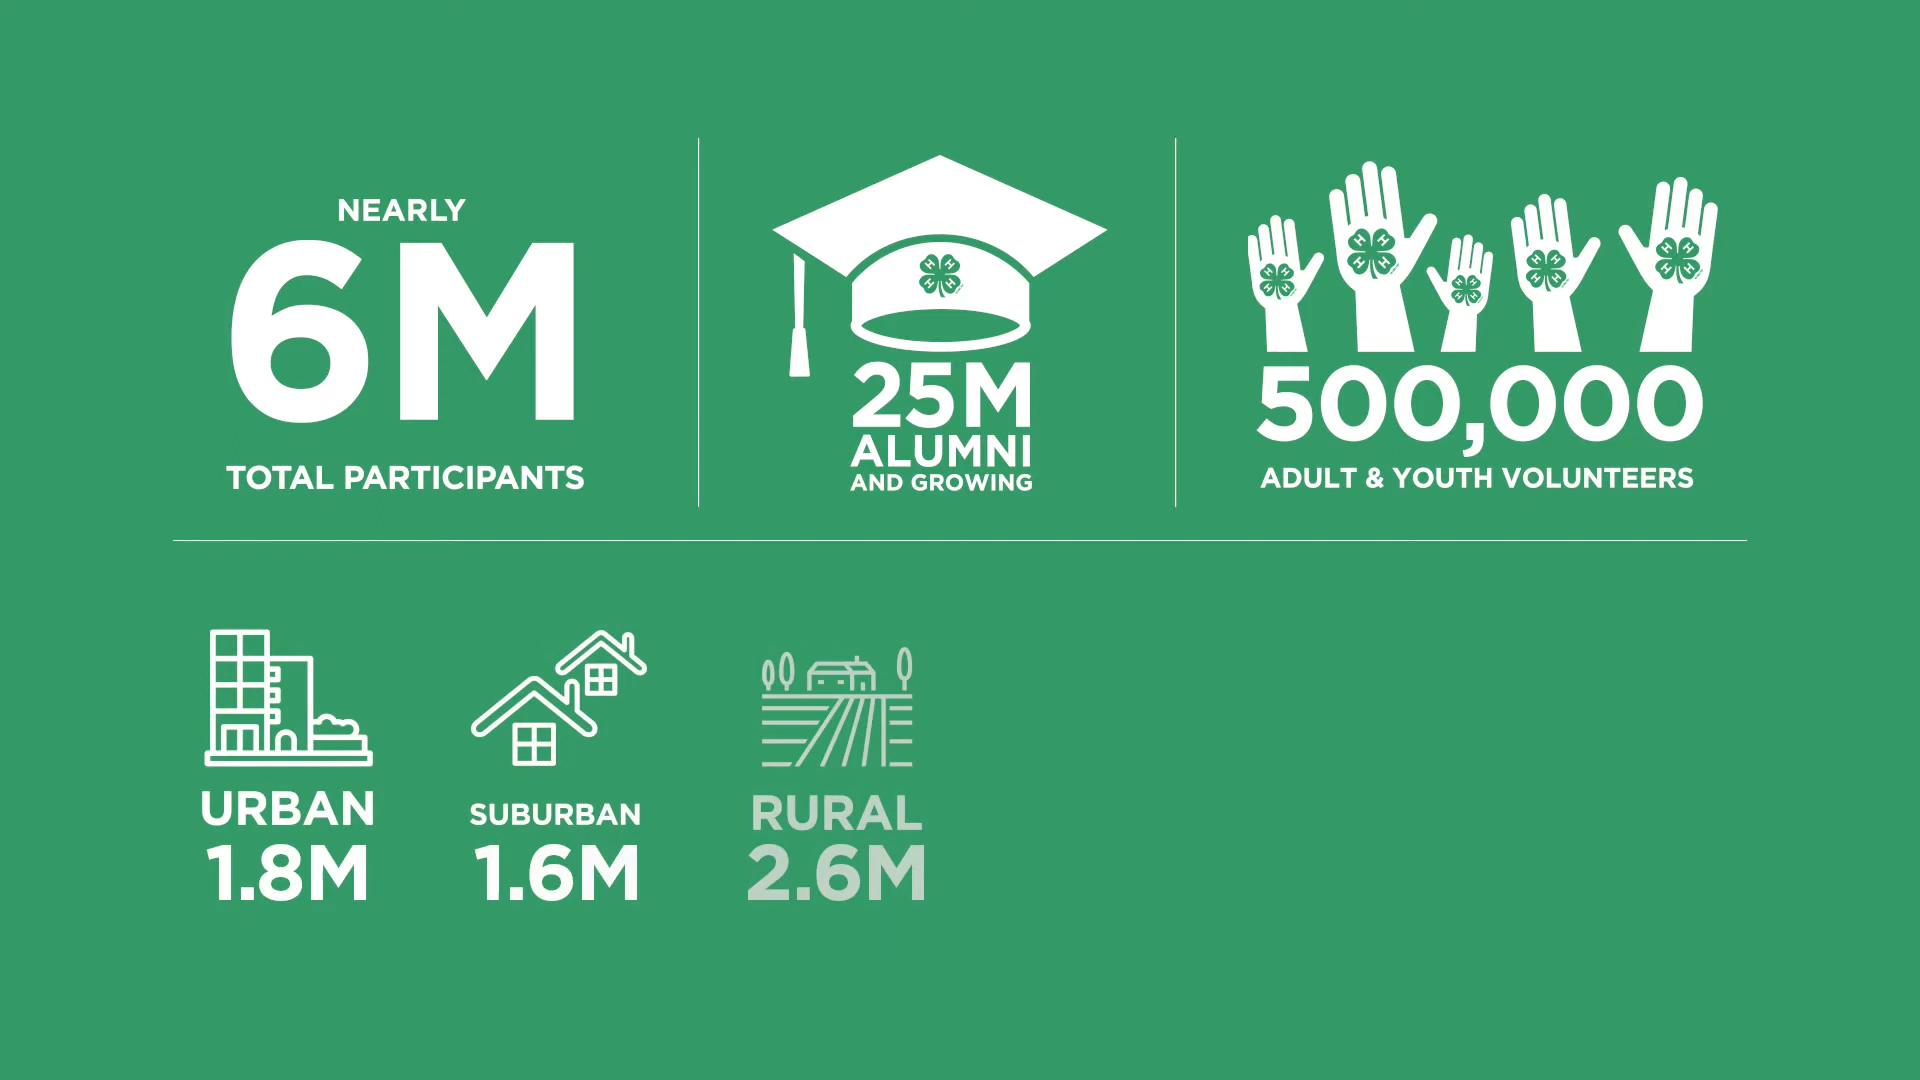 NEARLY
6M
TOTAL PARTICIPANTS
25M
ALUMNI
AND GROWING
H H H H
H H H H
H H H H
H H H H
H H H H
H H H H
500,000
ADULT & YOUTH VOLUNTEERS
URBAN
1.8M
SUBURBAN
1.6M
RURAL
2.6M